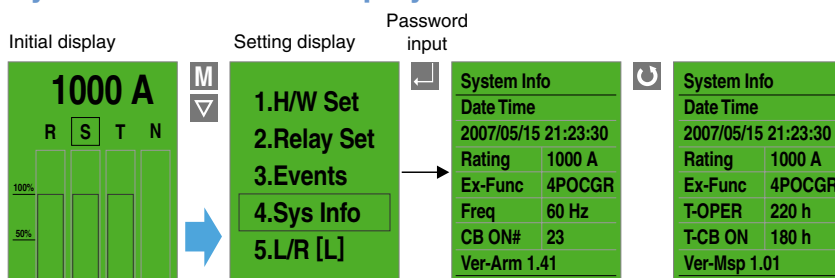 Password
Initial display
Setting display
input
1000 A
M
R S T N
100%
50%
1.H/W Set
2.Relay Set
3.Events
4.Sys Info
5.L/R [L]
System Info
Date Time
2007/05/15 21:23:30
Rating 1000 A
Ex-Func 4POCGR
Freq 60 Hz
CB ON# 23
Ver-Arm 1.41
System Info
Date Time
2007/05/15 21:23:30
Rating 1000 A
Ex-Func 4POCGR
T-OPER 220 h
T-CB ON 180 h
Ver-Msp 1.01